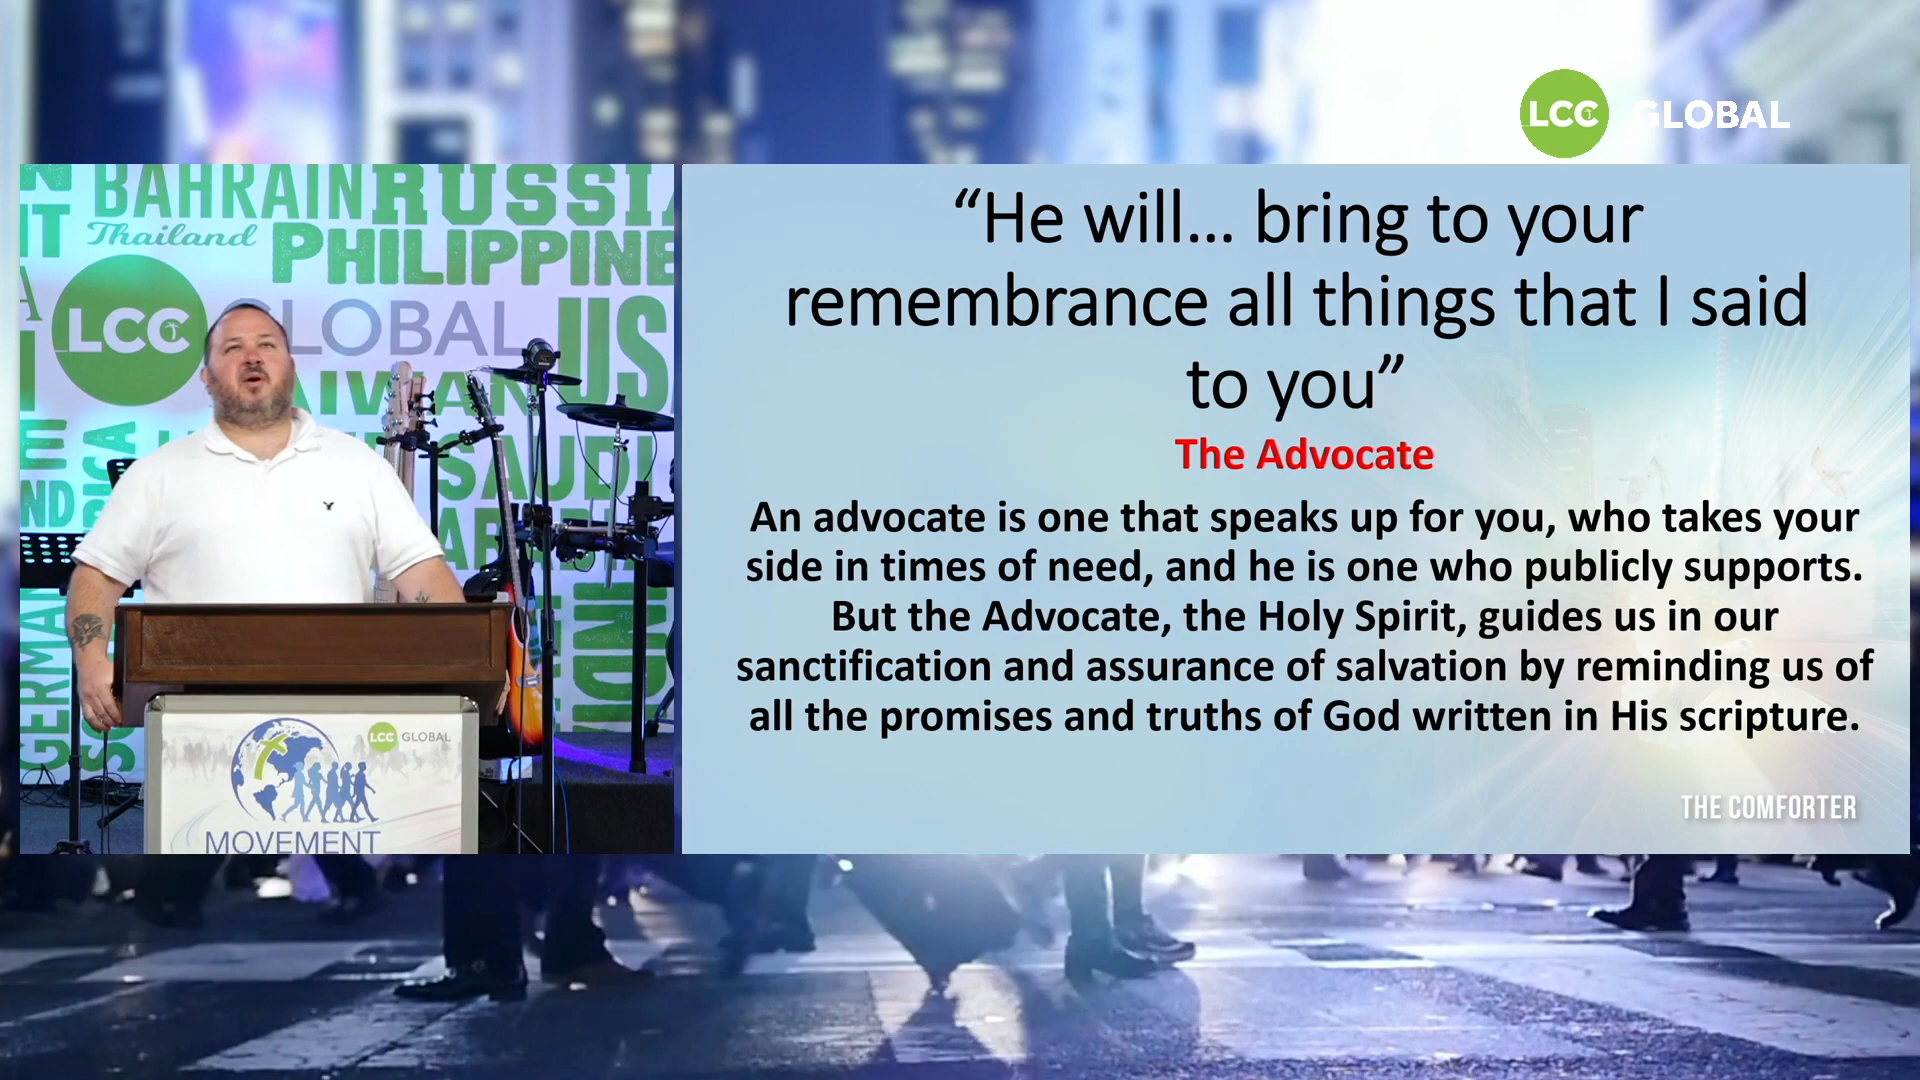 LCC GLOBAL
BAHRAIN RUSSIA
Thailand PHILIPPINE
LCC GLOBAL US
TAIWAN
SAUDI
ARABI
INDIA
GERMAN
LCC GLOBAL
MOVEMENT
“He will... bring to your
remembrance all things that I said
to you”
The Advocate
An advocate is one that speaks up for you, who takes your
side in times of need, and he is one who publicly supports.
But the Advocate, the Holy Spirit, guides us in our
sanctification and assurance of salvation by reminding us of
all the promises and truths of God written in His scripture.
THE COMFORTER